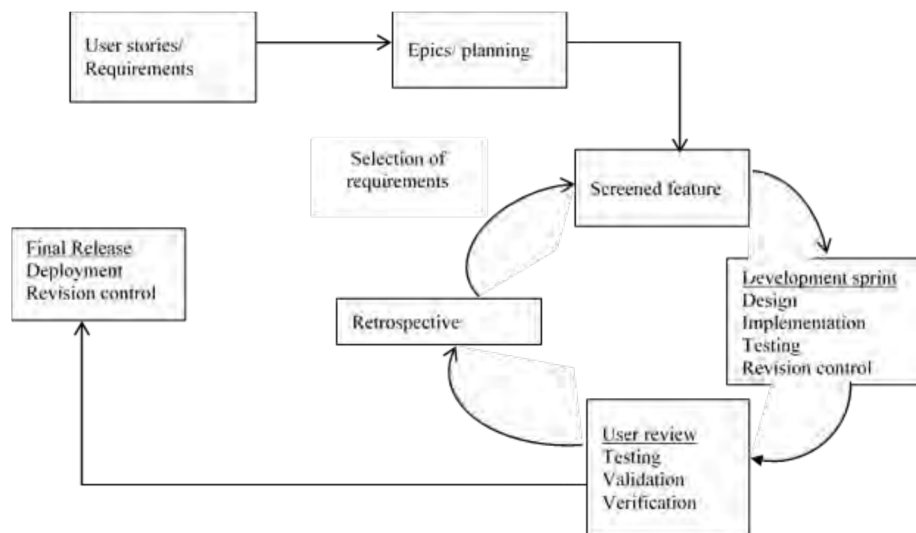 User stories/
Requirements
Epics/ planning
Selection of
requirements
Screened feature
Final Release
Deployment
Revision control
Retrospective
Development sprint
Design
Implementation
Testing
Revision control
User review
Testing
Validation
Verification